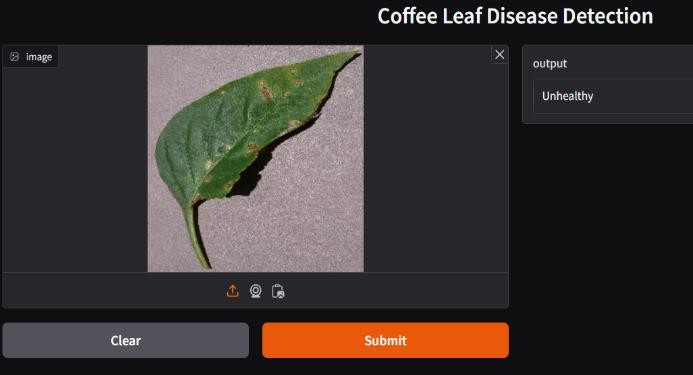 Coffee Leaf Disease Detection
image
output
Unhealthy
Clear
Submit